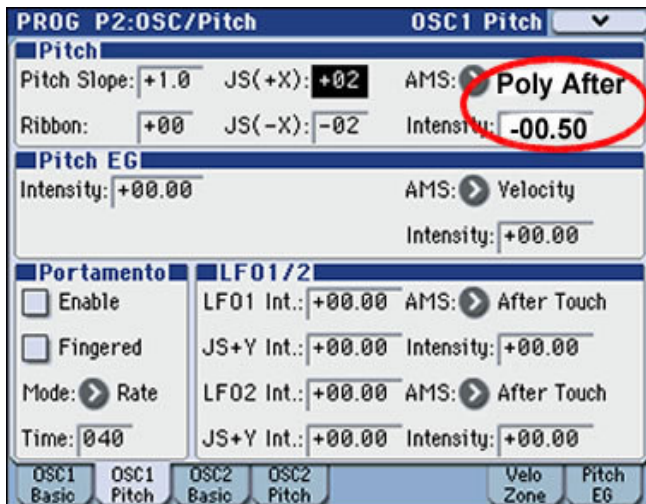 PROG P2:OSC/Pitch OSC1 Pitch
Pitch
Pitch Slope: +1.0 JS(+X): +02 AMS: Poly After
Ribbon: +00 JS(-X): -02 Intensity: -00.50
Pitch EG
Intensity: +00.00 AMS: Velocity
Intensity: +00.00
Portamento LFO1/2
Enable LFO1 Int.: +00.00 AMS: After Touch
Fingered JS+Y Int.: +00.00 Intensity: +00.00
Mode: Rate LFO2 Int.: +00.00 AMS: After Touch
Time: 040 JS+Y Int.: +00.00 Intensity: +00.00
OSC1 Basic OSC1 Pitch OSC2 Basic OSC2 Pitch Velo Zone Pitch EG